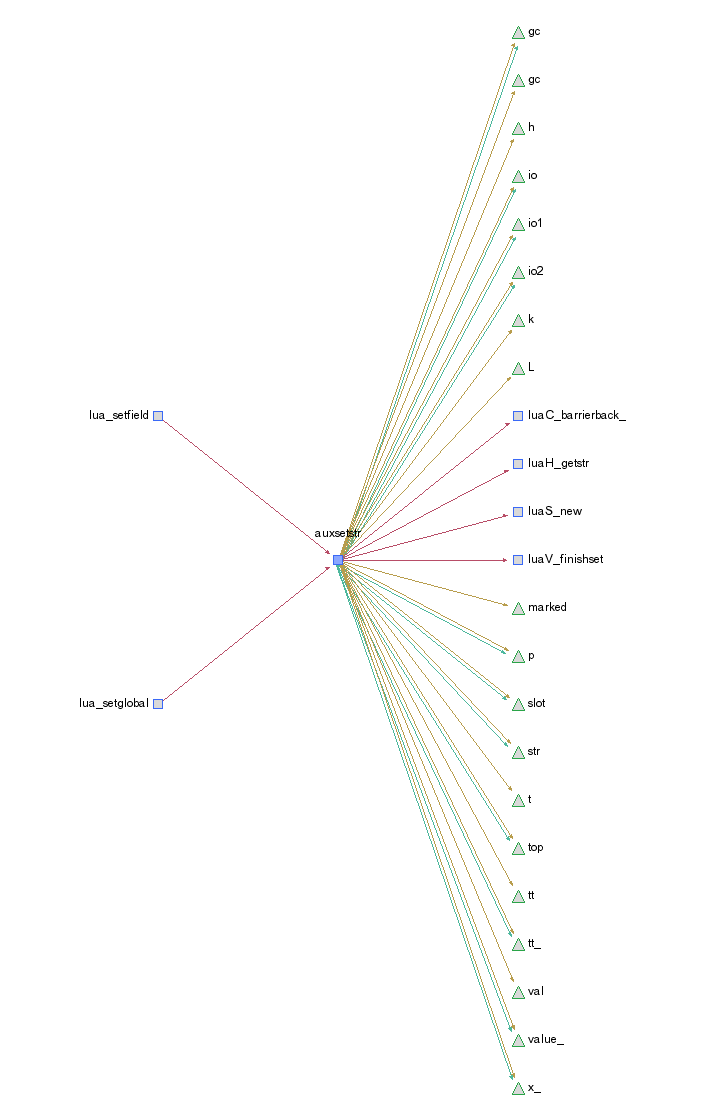 gc
gc
h
io
io1
io2
k
L
lua_setfield
luaC_barrierback_
luaH_getstr
luaS_new
auxsetstr
luaV_finishset
marked
p
lua_setglobal
slot
str
t
top
tt
tt_
val
value_
x_